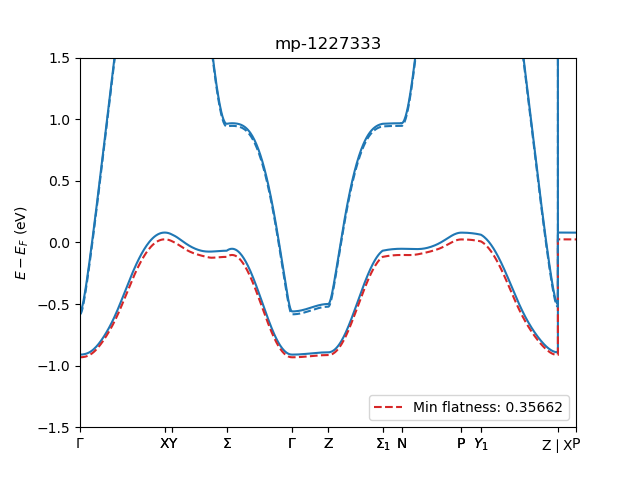 mp-1227333
E − E_F (eV)
1.5
1.0
0.5
0.0
−0.5
−1.0
−1.5
Min flatness: 0.35662
Γ XY Σ Γ Z Σ₁ N P Y₁ Z | X P